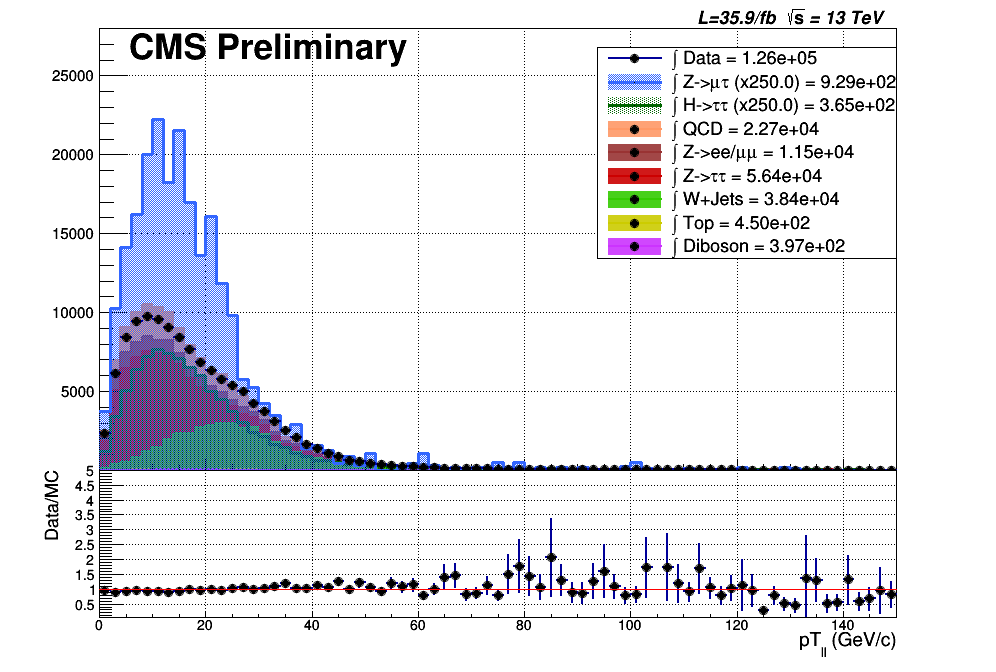 L=35.9/fb √s = 13 TeV
CMS Preliminary
∫ Data = 1.26e+05
∫ Z->μτ (x250.0) = 9.29e+02
∫ H->ττ (x250.0) = 3.65e+02
∫ QCD = 2.27e+04
∫ Z->ee/μμ = 1.15e+04
∫ Z->ττ = 5.64e+04
∫ W+Jets = 3.84e+04
∫ Top = 4.50e+02
∫ Diboson = 3.97e+02
25000
20000
15000
10000
5000
5
4.5
4
3.5
3
2.5
2
1.5
1
0.5
Data/MC
0 20 40 60 80 100 120 140
pT|| (GeV/c)